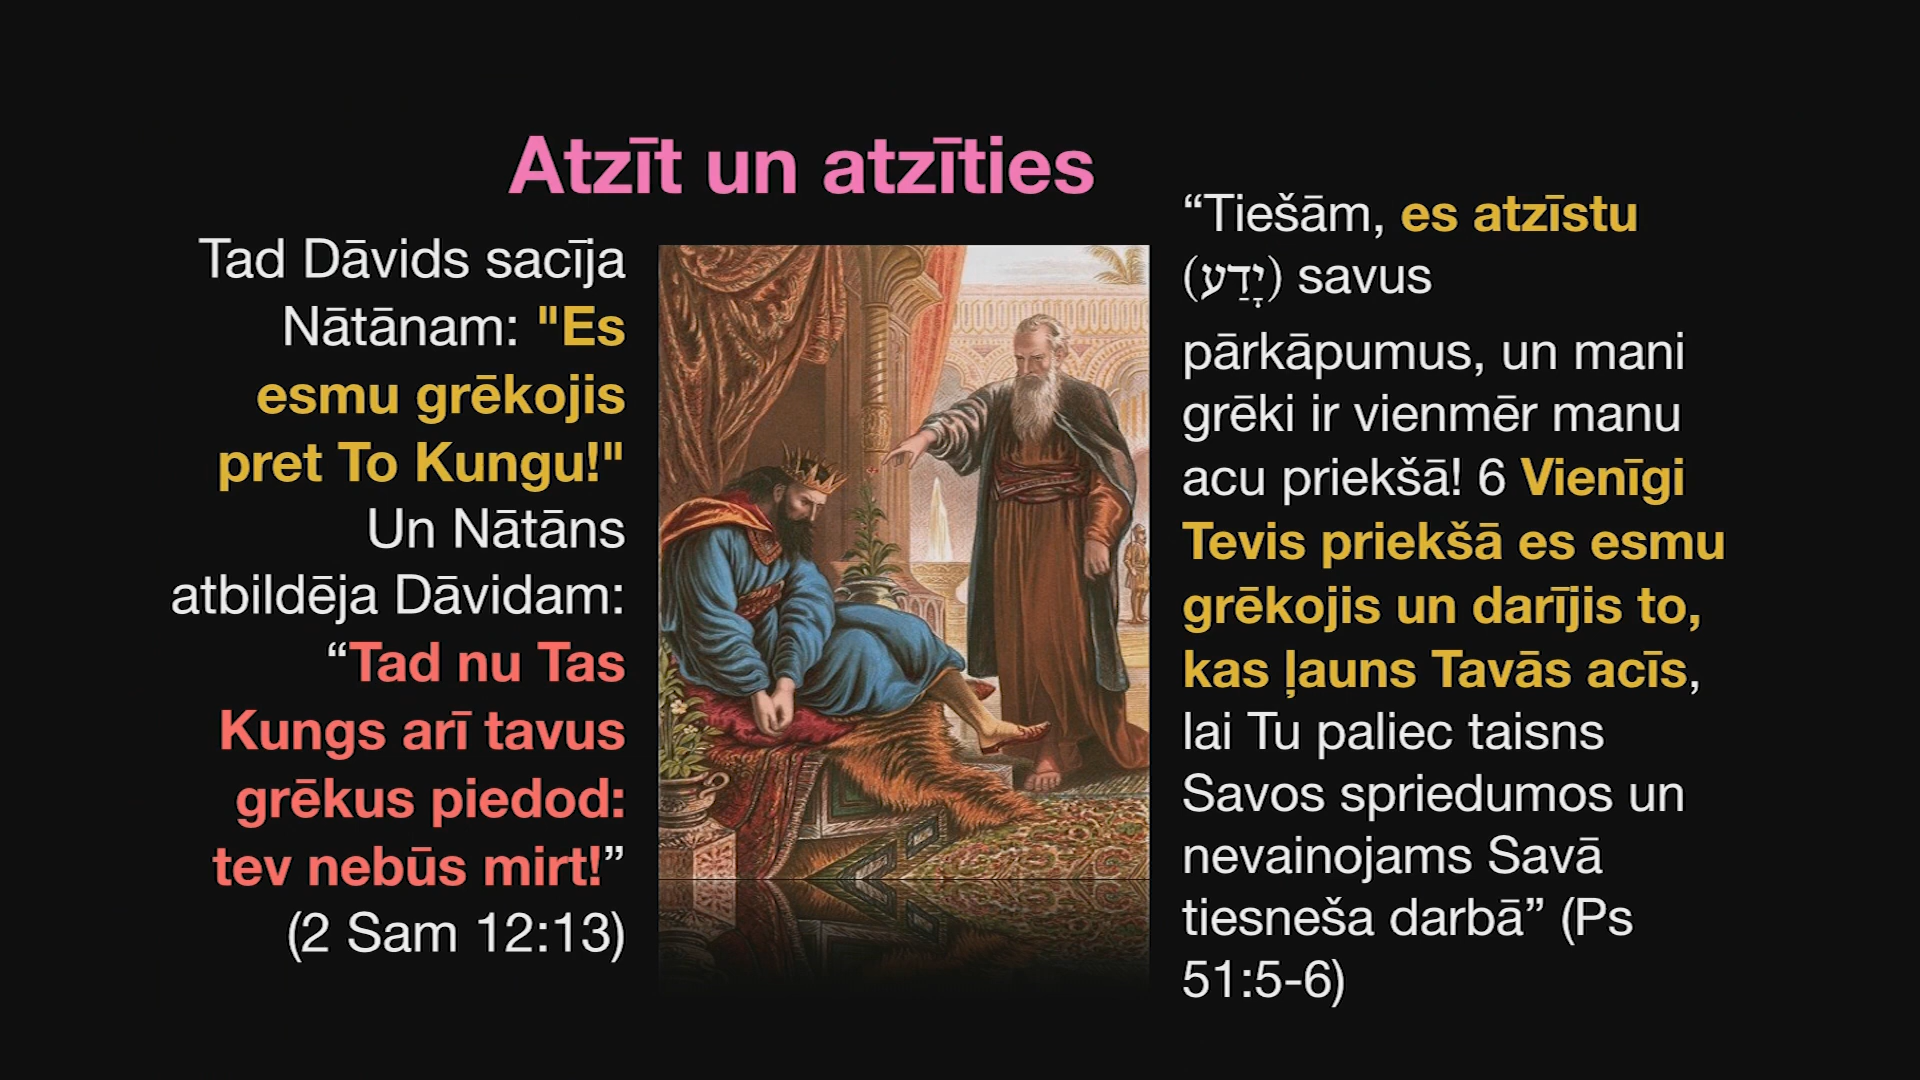 Atzīt un atzīties
Tad Dāvids sacīja
Nātānam: "Es
esmu grēkojis
pret To Kungu!"
Un Nātāns
atbildēja Dāvidam:
“Tad nu Tas
Kungs arī tavus
grēkus piedod:
tev nebūs mirt!”
(2 Sam 12:13)
“Tiešām, es atzīstu
(יָדַע) savus
pārkāpumus, un mani
grēki ir vienmēr manu
acu priekšā! 6 Vienīgi
Tevis priekšā es esmu
grēkojis un darījis to,
kas ļauns Tavās acīs,
lai Tu paliec taisns
Savos spriedumos un
nevainojams Savā
tiesneša darbā” (Ps
51:5-6)